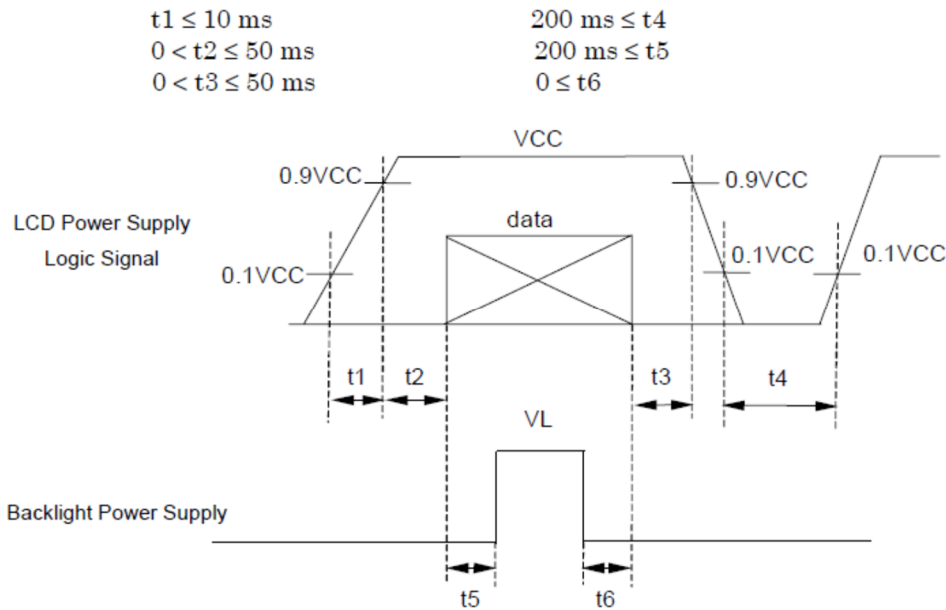 t1 ≤ 10 ms
200 ms ≤ t4
0 < t2 ≤ 50 ms
200 ms ≤ t5
0 < t3 ≤ 50 ms
0 ≤ t6
VCC
0.9VCC
0.9VCC
LCD Power Supply
Logic Signal
data
0.1VCC
0.1VCC
0.1VCC
t1
t2
t3
t4
VL
Backlight Power Supply
t5
t6